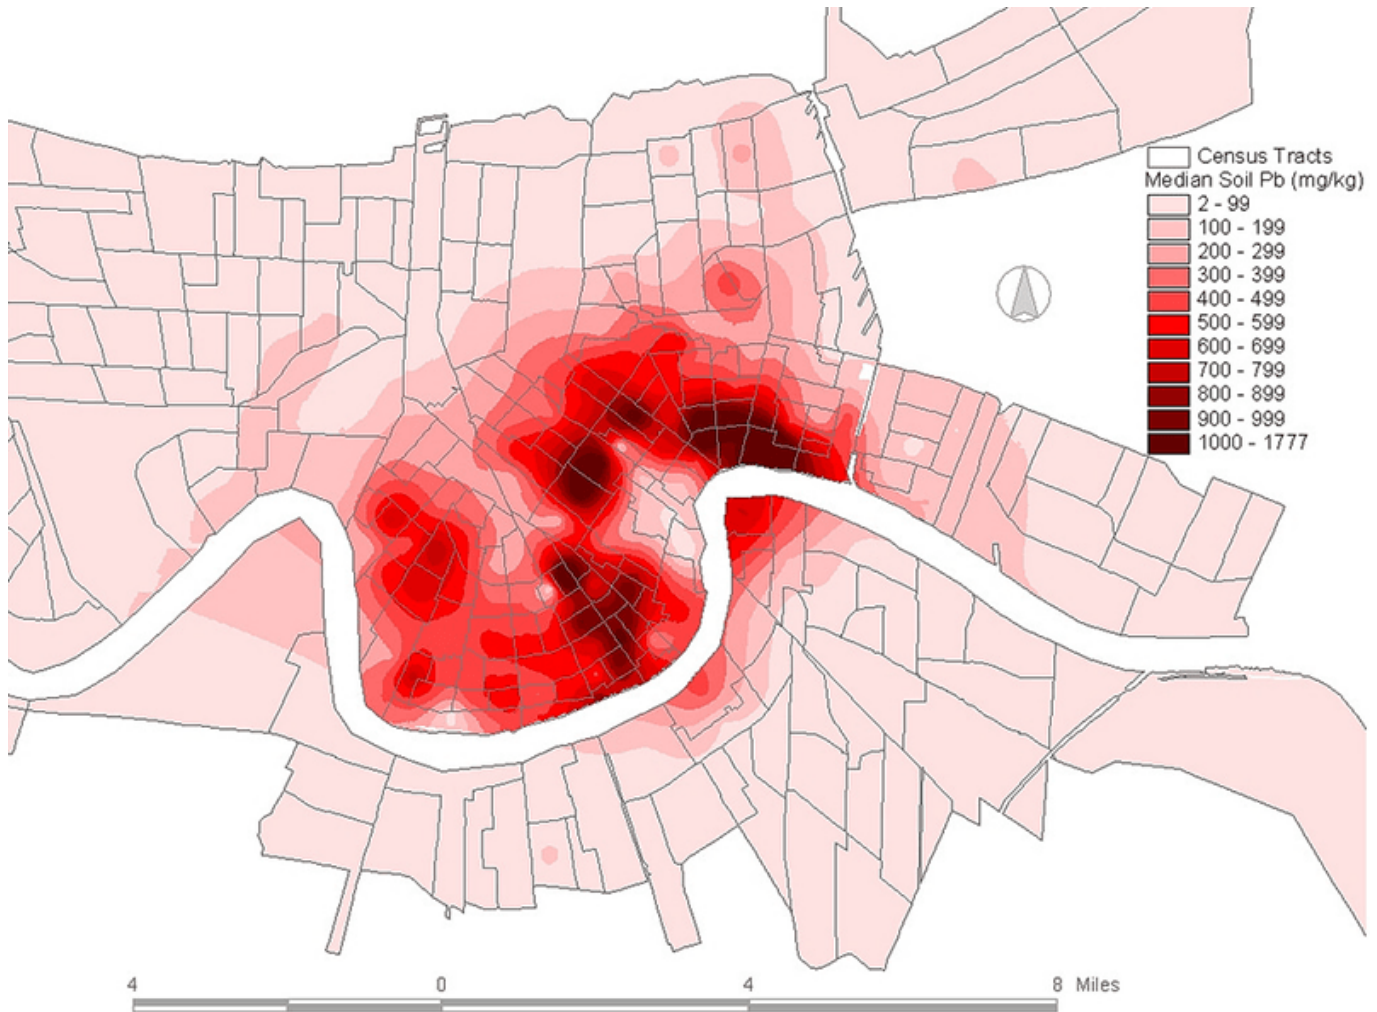 Census Tracts
Median Soil Pb (mg/kg)
2 - 99
100 - 199
200 - 299
300 - 399
400 - 499
500 - 599
600 - 699
700 - 799
800 - 899
900 - 999
1000 - 1777
4 0 4 8 Miles